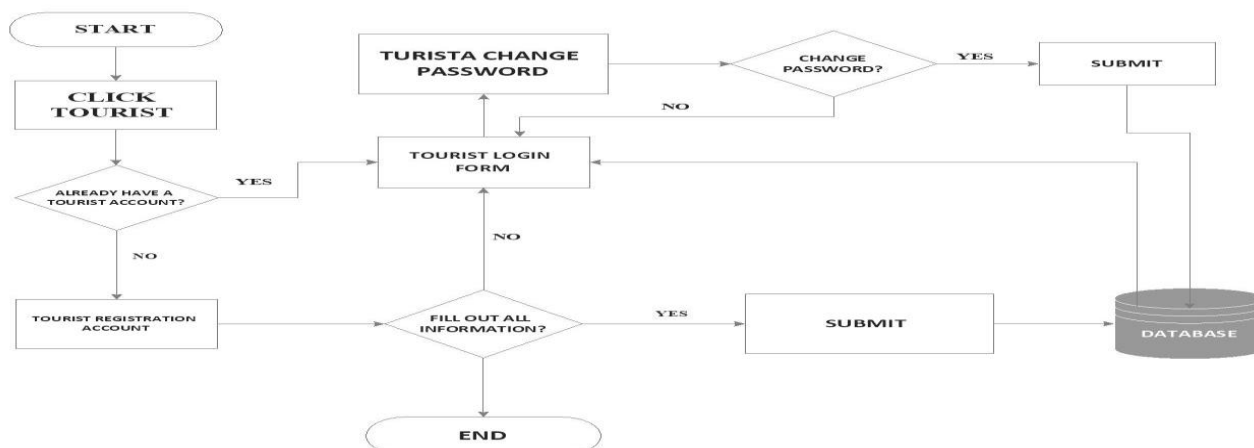 START
CLICK
TOURIST
ALREADY HAVE A
TOURIST ACCOUNT?
YES
NO
TOURIST REGISTRATION
ACCOUNT
TURISTA CHANGE
PASSWORD
CHANGE
PASSWORD?
YES
SUBMIT
NO
TOURIST LOGIN
FORM
NO
FILL OUT ALL
INFORMATION?
YES
SUBMIT
DATABASE
END